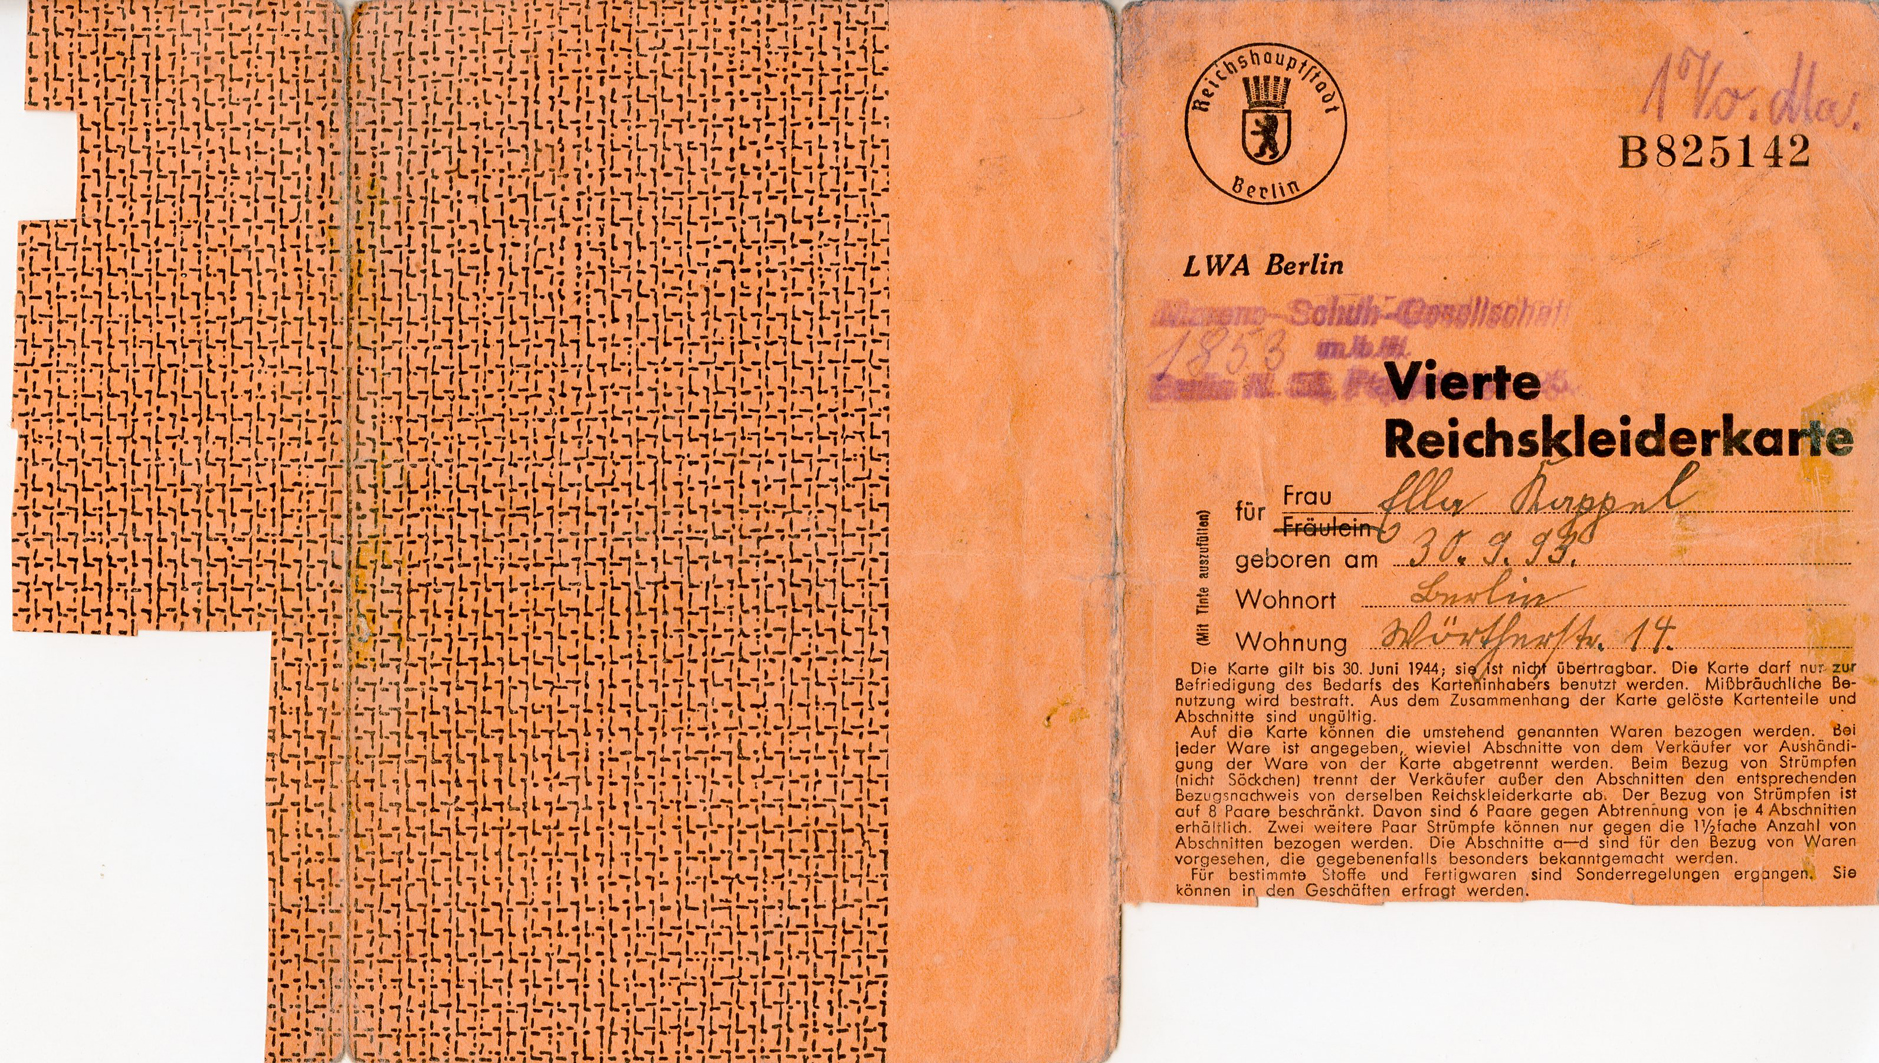 Reichshauptstadt
Berlin
B825142
LWA Berlin
Schuh-Gesellschaft
1853 m.b.H.
Berlin N.
Vierte
Reichskleiderkarte
(Mit Tinte auszufüllen)
für Frau Ella Kappel
Fräulein
geboren am 30.9.93.
Wohnort Berlin
Wohnung Wörtherstr. 14.
Die Karte gilt bis 30. Juni 1944; sie ist nicht übertragbar. Die Karte darf nur zur
Befriedigung des Bedarfs des Karteninhabers benutzt werden. Mißbräuchliche Be-
nutzung wird bestraft. Aus dem Zusammenhang der Karte gelöste Kartenteile und
Abschnitte sind ungültig.
Auf die Karte können die umstehend genannten Waren bezogen werden. Bei
jeder Ware ist angegeben, wieviel Abschnitte von dem Verkäufer vor Aushändi-
gung der Ware von der Karte abgetrennt werden. Beim Bezug von Strümpfen
(nicht Söckchen) trennt der Verkäufer außer den Abschnitten den entsprechenden
Bezugsnachweis von derselben Reichskleiderkarte ab. Der Bezug von Strümpfen ist
auf 8 Paare beschränkt. Davon sind 6 Paare gegen Abtrennung von je 4 Abschnitten
erhältlich. Zwei weitere Paar Strümpfe können nur gegen die 1½fache Anzahl von
Abschnitten bezogen werden. Die Abschnitte a—d sind für den Bezug von Waren
vorgesehen, die gegebenenfalls besonders bekanntgemacht werden.
Für bestimmte Stoffe und Fertigwaren sind Sonderregelungen ergangen. Sie
können in den Geschäften erfragt werden.